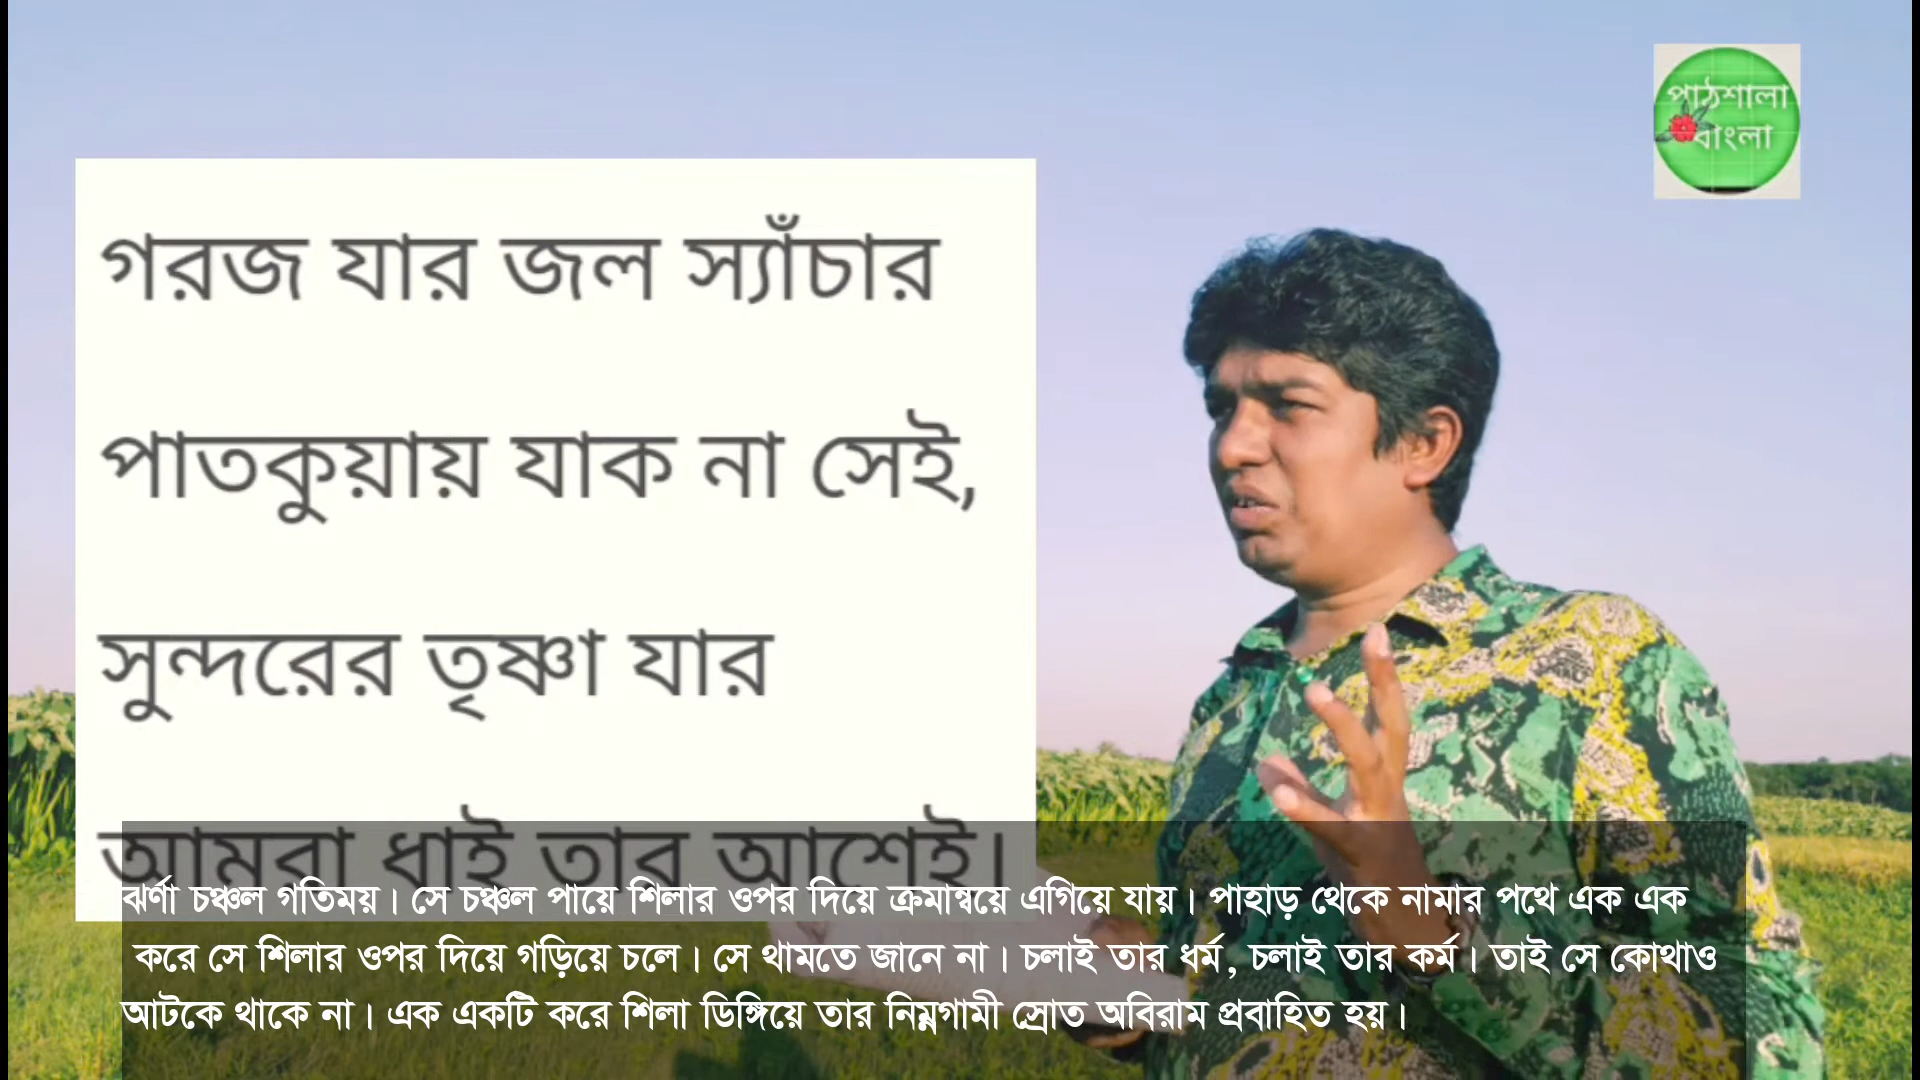 পাঠশালা
বাংলা
গরজ যার জল স্যাঁচার
পাতকুয়ায় যাক না সেই,
সুন্দরের তৃষ্ণা যার
আমরা ধাই তার আশেই।
ঝর্ণা চঞ্চল গতিময়। সে চঞ্চল পায়ে শিলার ওপর দিয়ে ক্রমান্বয়ে এগিয়ে যায়। পাহাড় থেকে নামার পথে এক এক
করে সে শিলার ওপর দিয়ে গড়িয়ে চলে। সে থামতে জানে না। চলাই তার ধর্ম, চলাই তার কর্ম। তাই সে কোথাও
আটকে থাকে না। এক একটি করে শিলা ডিঙ্গিয়ে তার নিম্নগামী স্রোত অবিরাম প্রবাহিত হয়।